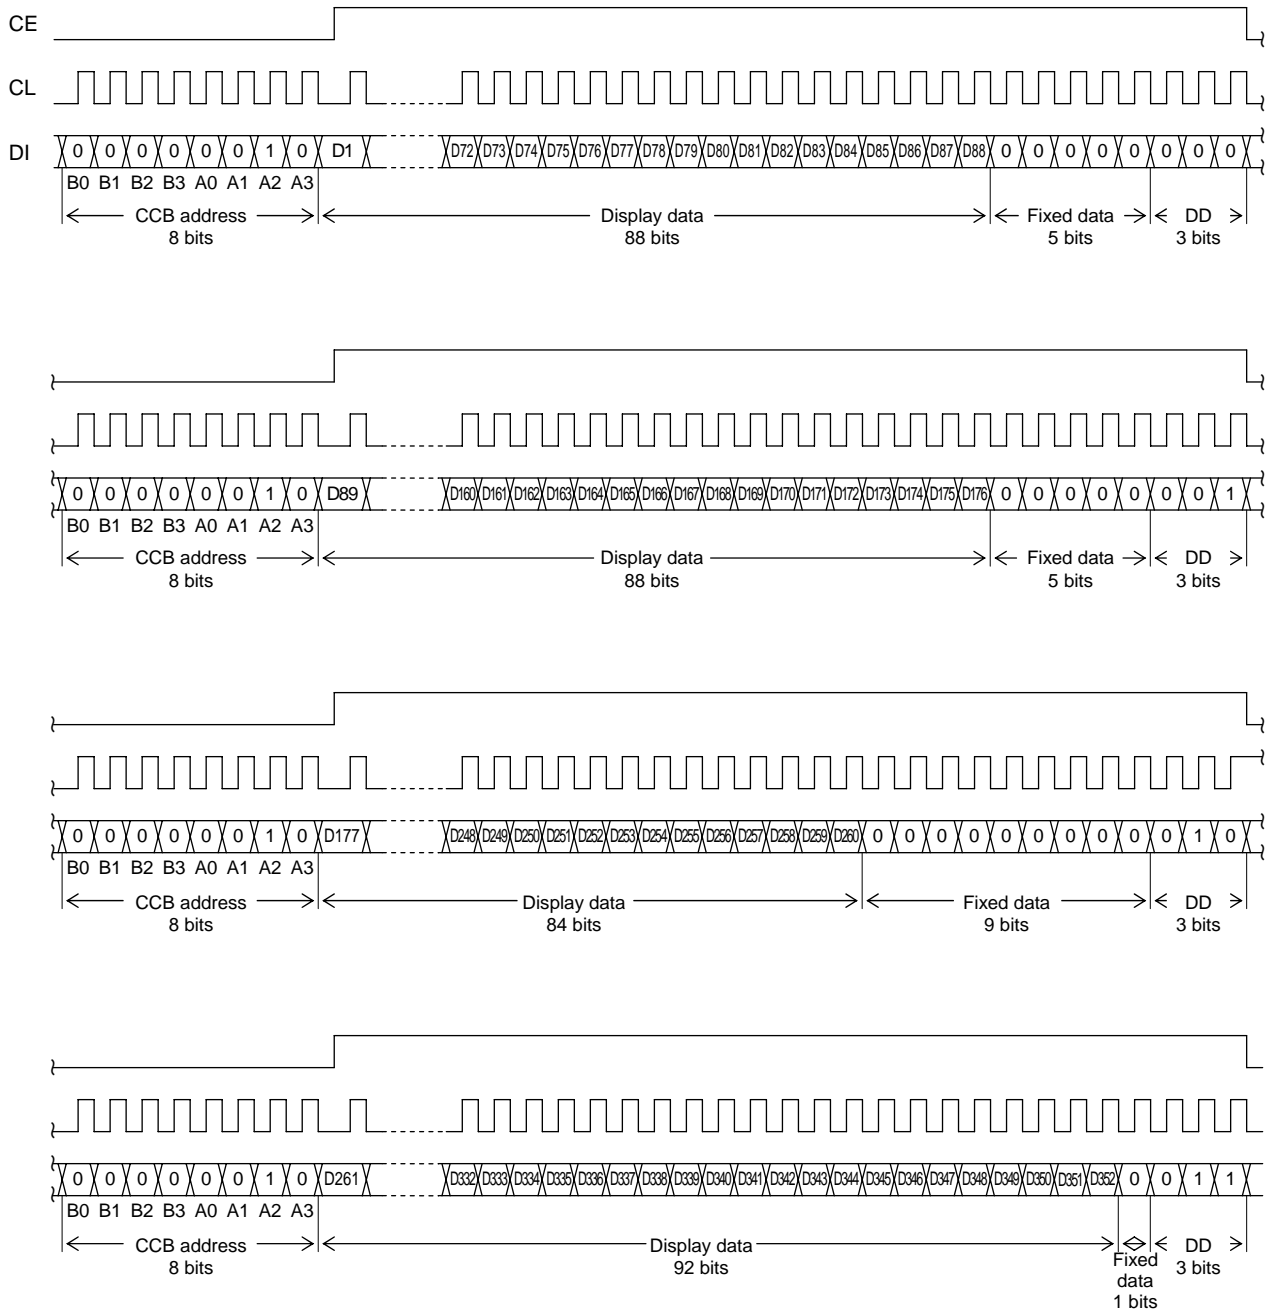 CE
CL
DI 0 0 0 0 0 0 1 0 D1 D72 D73 D74 D75 D76 D77 D78 D79 D80 D81 D82 D83 D84 D85 D86 D87 D88 0 0 0 0 0 0 0 0
B0 B1 B2 B3 A0 A1 A2 A3
CCB address Display data Fixed data DD
8 bits 88 bits 5 bits 3 bits
0 0 0 0 0 0 1 0 D89 D160 D161 D162 D163 D164 D165 D166 D167 D168 D169 D170 D171 D172 D173 D174 D175 D176 0 0 0 0 0 0 0 1
B0 B1 B2 B3 A0 A1 A2 A3
CCB address Display data Fixed data DD
8 bits 88 bits 5 bits 3 bits
0 0 0 0 0 0 1 0 D177 D248 D249 D250 D251 D252 D253 D254 D255 D256 D257 D258 D259 D260 0 0 0 0 0 0 0 0 0 0 1 0
B0 B1 B2 B3 A0 A1 A2 A3
CCB address Display data Fixed data DD
8 bits 84 bits 9 bits 3 bits
0 0 0 0 0 0 1 0 D261 D332 D333 D334 D335 D336 D337 D338 D339 D340 D341 D342 D343 D344 D345 D346 D347 D348 D349 D350 D351 D352 0 0 1 1
B0 B1 B2 B3 A0 A1 A2 A3
CCB address Display data Fixed DD
8 bits 92 bits data 3 bits
1 bits